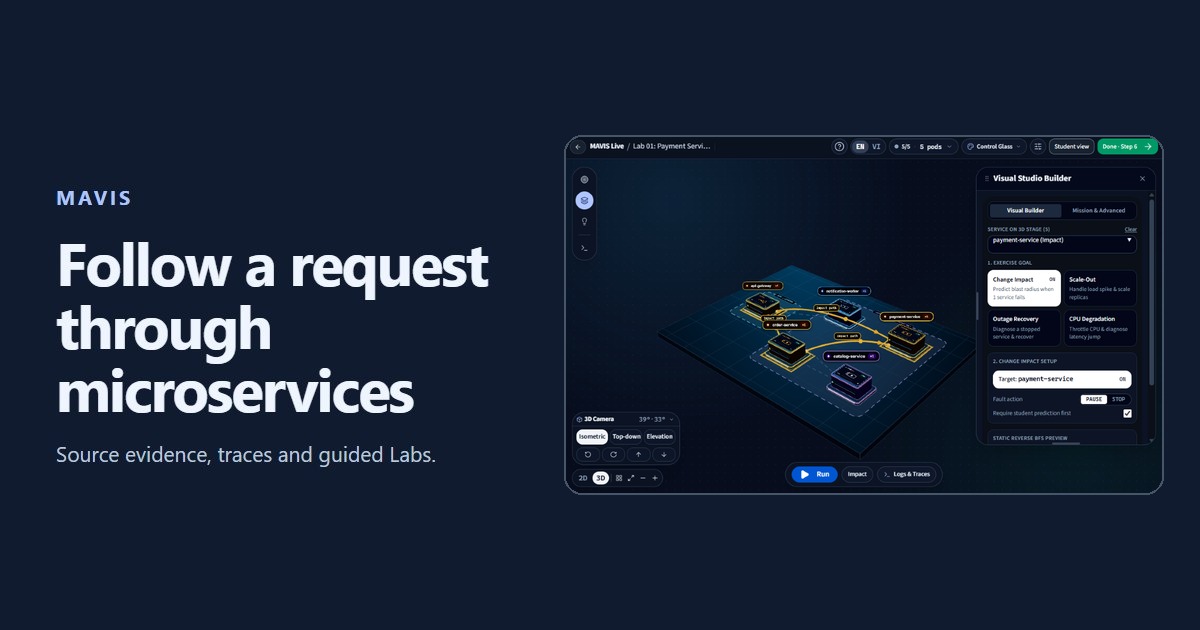 MAVIS
Follow a request
through
microservices
Source evidence, traces and guided Labs.
MAVIS Live / Lab 01: Payment Servi...
EN VI
5/5 5 pods
Control Glass
Student view
Done · Step 6
Visual Studio Builder
Visual Builder
Mission & Advanced
SERVICE ON 3D STAGE (5)
Clear
payment-service (Impact)
1. EXERCISE GOAL
Change Impact ON
Predict blast radius when
1 service fails
Scale-Out
Handle load spike & scale
replicas
Outage Recovery
Diagnose a stopped
service & recover
CPU Degradation
Throttle CPU & diagnose
latency jump
2. CHANGE IMPACT SETUP
Target: payment-service ON
Fault action PAUSE STOP
Require student prediction first
STATIC REVERSE BFS PREVIEW
api-gateway
notification-worker
impact path
order-service
impact path
payment-service
impact path
catalog-service
3D Camera 39° · 33°
Isometric Top-down Elevation
2D 3D
Run
Impact
Logs & Traces